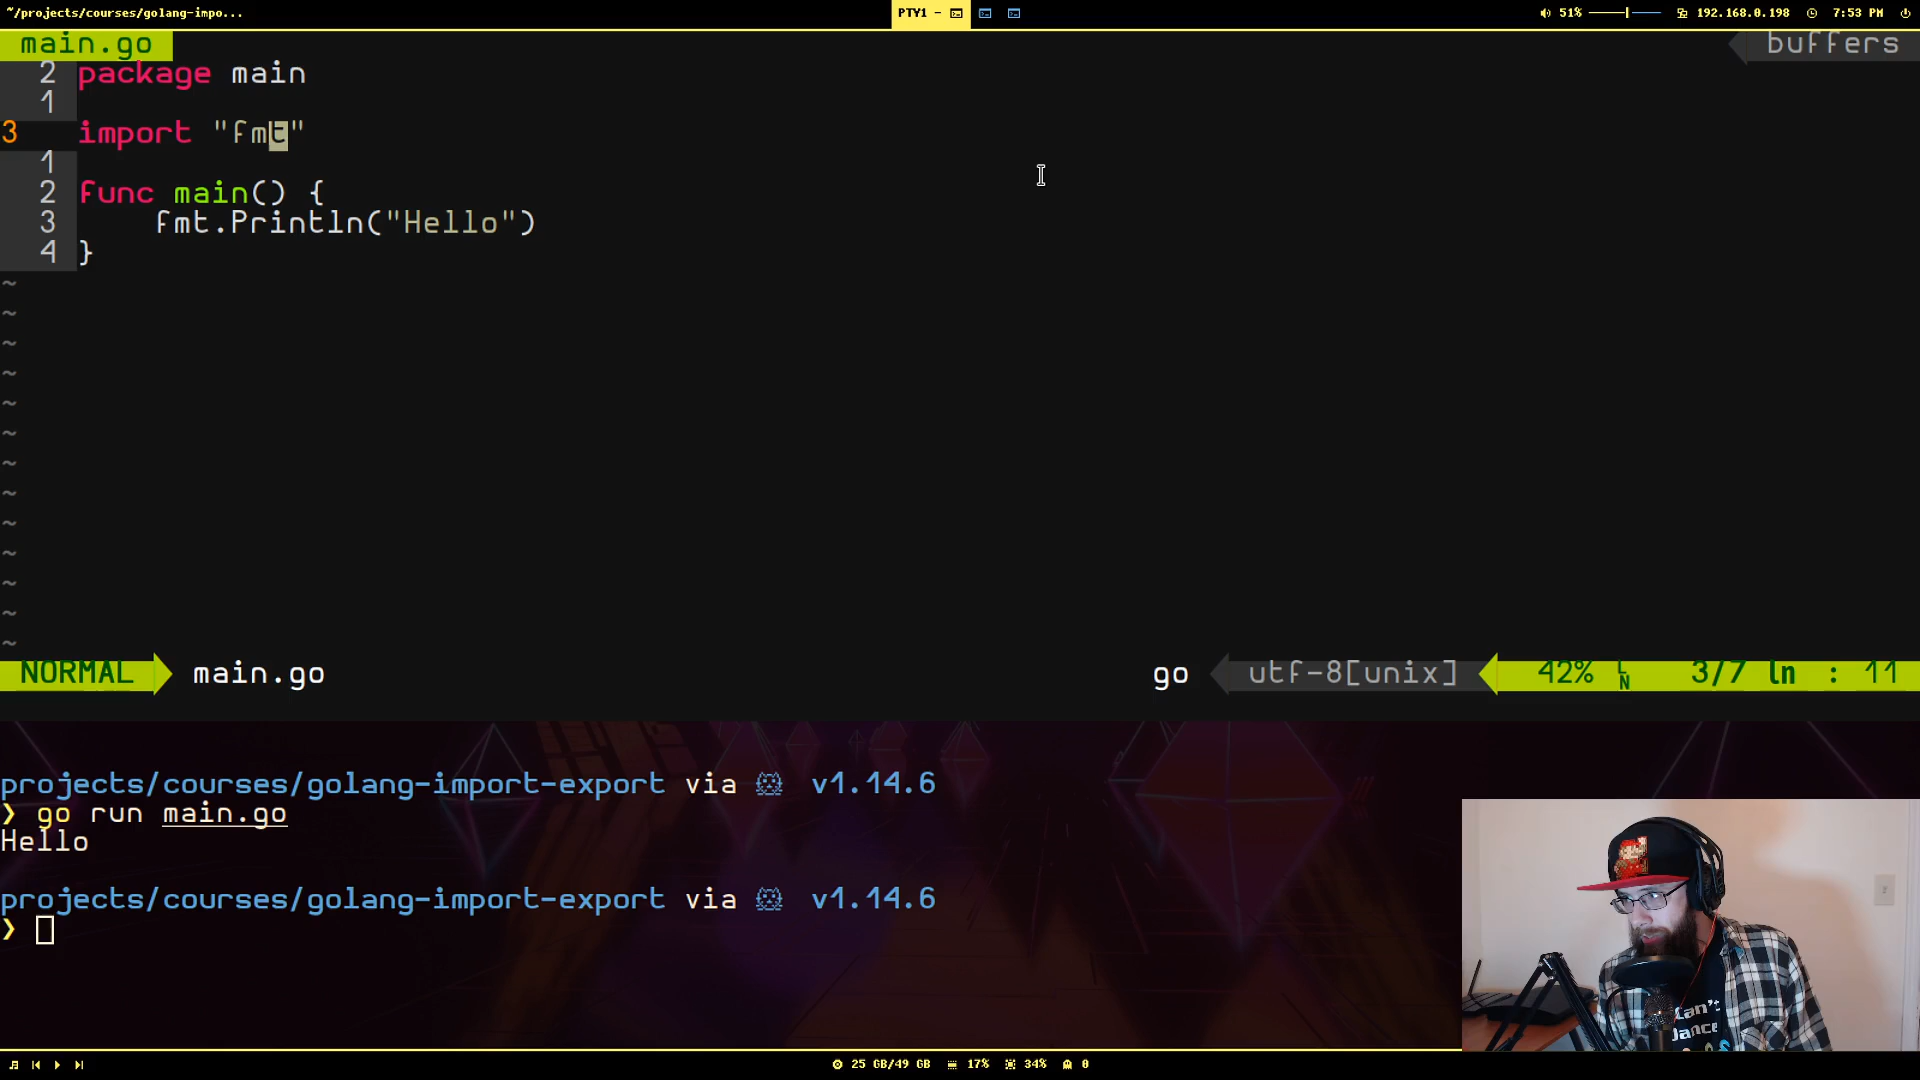 ~/projects/courses/golang-impo...
PTY1 -
51%
192.168.0.198
7:53 PM
main.go
buffers
2 package main
1
3 import "fmt"
1
2 func main() {
3 fmt.Println("Hello")
4 }
~
~
~
~
~
~
~
~
~
~
~
~
~
NORMAL main.go go utf-8[unix] 42% LN 3/7 ln : 11
projects/courses/golang-import-export via v1.14.6
❯ go run main.go
Hello
projects/courses/golang-import-export via v1.14.6
❯
Can't
Dance
25 GB/49 GB 17% 34% 0